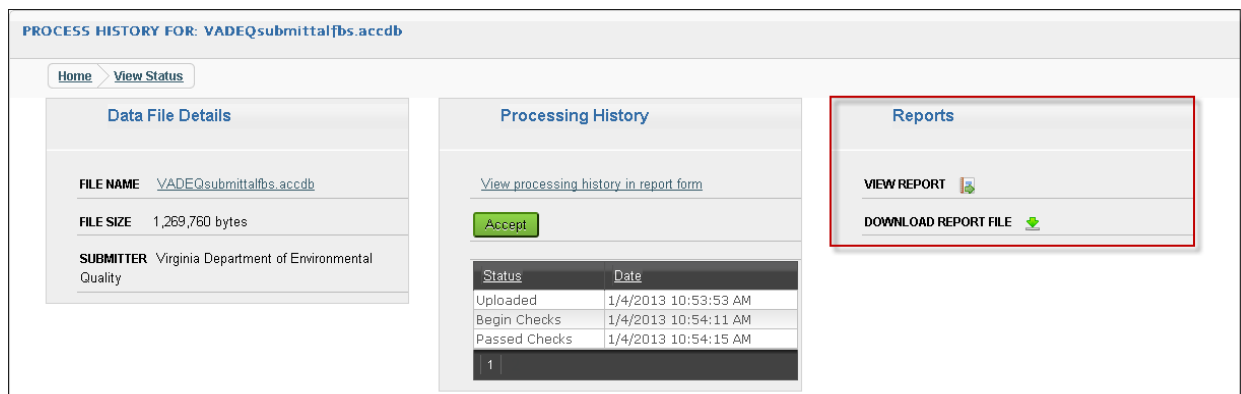 PROCESS HISTORY FOR: VADEQsubmittalfbs.accdb
Home View Status
Data File Details
FILE NAME VADEQsubmittalfbs.accdb
FILE SIZE 1,269,760 bytes
SUBMITTER Virginia Department of Environmental
Quality
Processing History
View processing history in report form
Accept
Status Date
Uploaded 1/4/2013 10:53:53 AM
Begin Checks 1/4/2013 10:54:11 AM
Passed Checks 1/4/2013 10:54:15 AM
1
Reports
VIEW REPORT
DOWNLOAD REPORT FILE